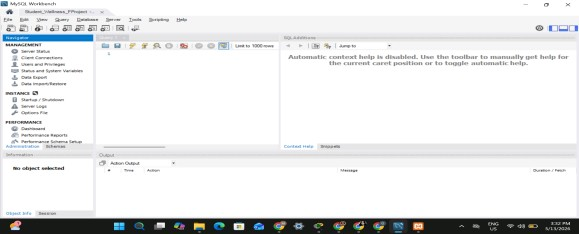 MySQL Workbench
Student_Wellness_FProject
File Edit View Query Database Server Tools Scripting Help
Navigator
MANAGEMENT
Server Status
Client Connections
Users and Privileges
Status and System Variables
Data Export
Data Import/Restore
INSTANCE
Startup / Shutdown
Server Logs
Options File
PERFORMANCE
Dashboard
Performance Reports
Performance Schema Setup
Administration Schemas
Information
No object selected
Object Info Session
Limit to 1000 rows
1
SQLAdditions
Jump to
Automatic context help is disabled. Use the toolbar to manually get help for
the current caret position or to toggle automatic help.
Context Help Snippets
Output
Action Output
# Time Action Message Duration / Fetch
ENG
US
3:32 PM
5/13/2026